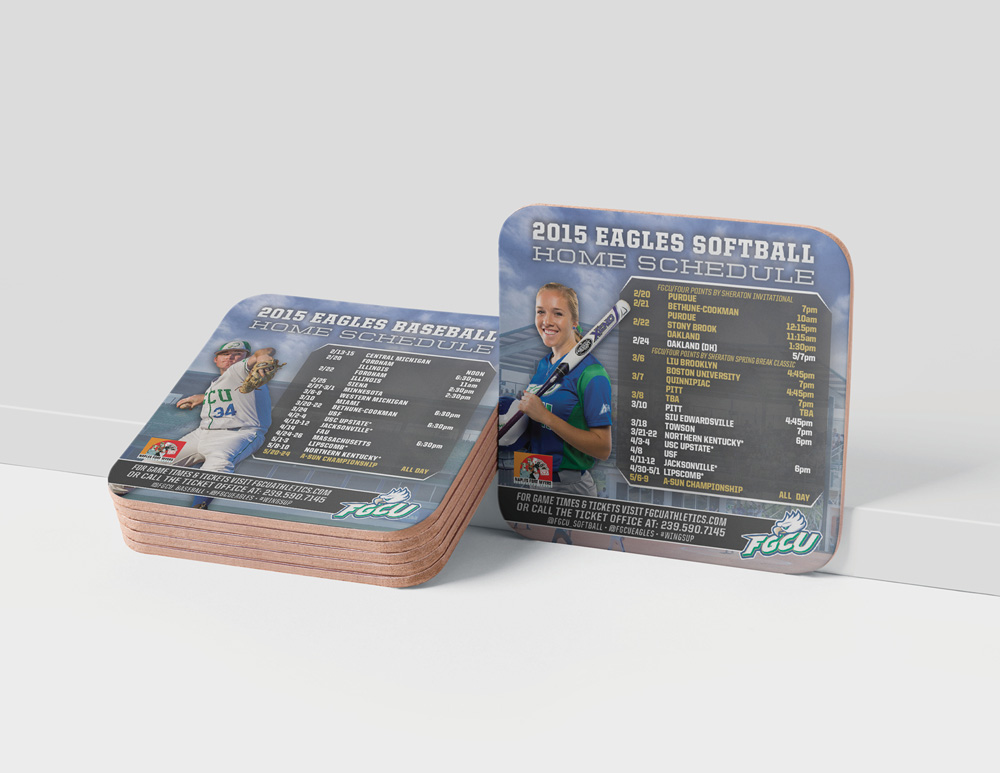 2015 EAGLES BASEBALL
HOME SCHEDULE
2/13-15 CENTRAL MICHIGAN
2/20 FORDHAM NOON
ILLINOIS 6:30pm
2/22 FORDHAM 11am
ILLINOIS 2:30pm
2/25 SIENA 2:30pm
2/27-3/1 MINNESOTA
3/6-8 WESTERN MICHIGAN
3/10 MIAMI 6:30pm
3/20-22 BETHUNE-COOKMAN
3/24 USF 6:30pm
4/2-4 USC UPSTATE*
4/10-12 JACKSONVILLE*
4/14 FAU 6:30pm
4/24-26 MASSACHUSETTS
5/1-3 LIPSCOMB*
5/8-10 NORTHERN KENTUCKY*
5/20-24 A-SUN CHAMPIONSHIP ALL DAY
34
FOR GAME TIMES & TICKETS VISIT FGCUATHLETICS.COM
OR CALL THE TICKET OFFICE AT: 239.590.7145
@FGCU_BASEBALL • @FGCUEAGLES • #WINGSUP
FGCU
2015 EAGLES SOFTBALL
HOME SCHEDULE
FGCU/FOUR POINTS BY SHERATON INVITATIONAL
2/20 PURDUE 7pm
2/21 BETHUNE-COOKMAN 10am
PURDUE 12:15pm
2/22 STONY BROOK 11:15am
OAKLAND 1:30pm
2/24 OAKLAND (DH) 5/7pm
FGCU/FOUR POINTS BY SHERATON SPRING BREAK CLASSIC
3/6 LIU BROOKLYN 4:45pm
BOSTON UNIVERSITY 7pm
3/7 QUINNIPIAC 4:45pm
PITT 7pm
3/8 TBA TBA
3/10 PITT 4:45pm
SIU EDWARDSVILLE 7pm
3/18 TOWSON 6pm
3/21-22 NORTHERN KENTUCKY*
4/3-4 USC UPSTATE*
4/8 USF 6pm
4/11-12 JACKSONVILLE*
4/30-5/1 LIPSCOMB*
5/8-9 A-SUN CHAMPIONSHIP ALL DAY
FOR GAME TIMES & TICKETS VISIT FGCUATHLETICS.COM
OR CALL THE TICKET OFFICE AT: 239.590.7145
@FGCU_SOFTBALL • @FGCUEAGLES • #WINGSUP
FGCU